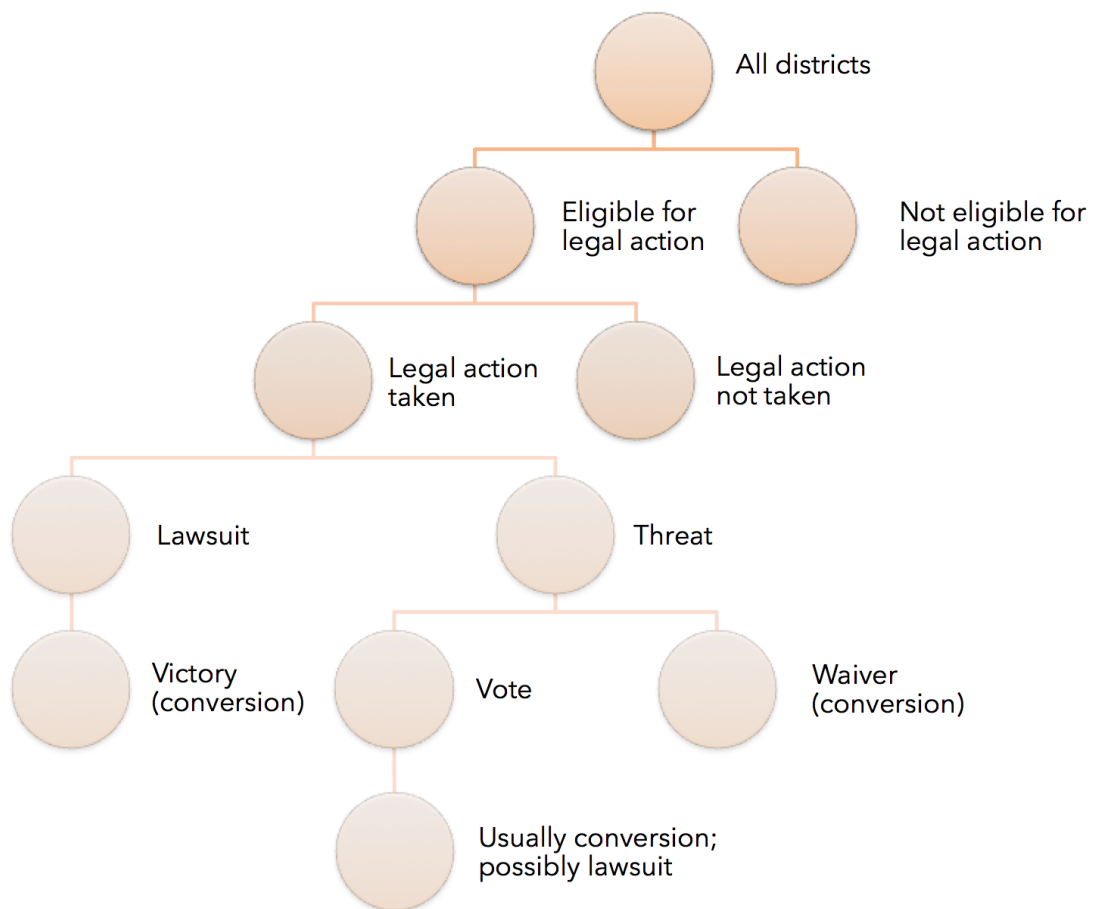 All districts
Eligible for
legal action
Not eligible for
legal action
Legal action
taken
Legal action
not taken
Lawsuit
Threat
Victory
(conversion)
Vote
Waiver
(conversion)
Usually conversion;
possibly lawsuit